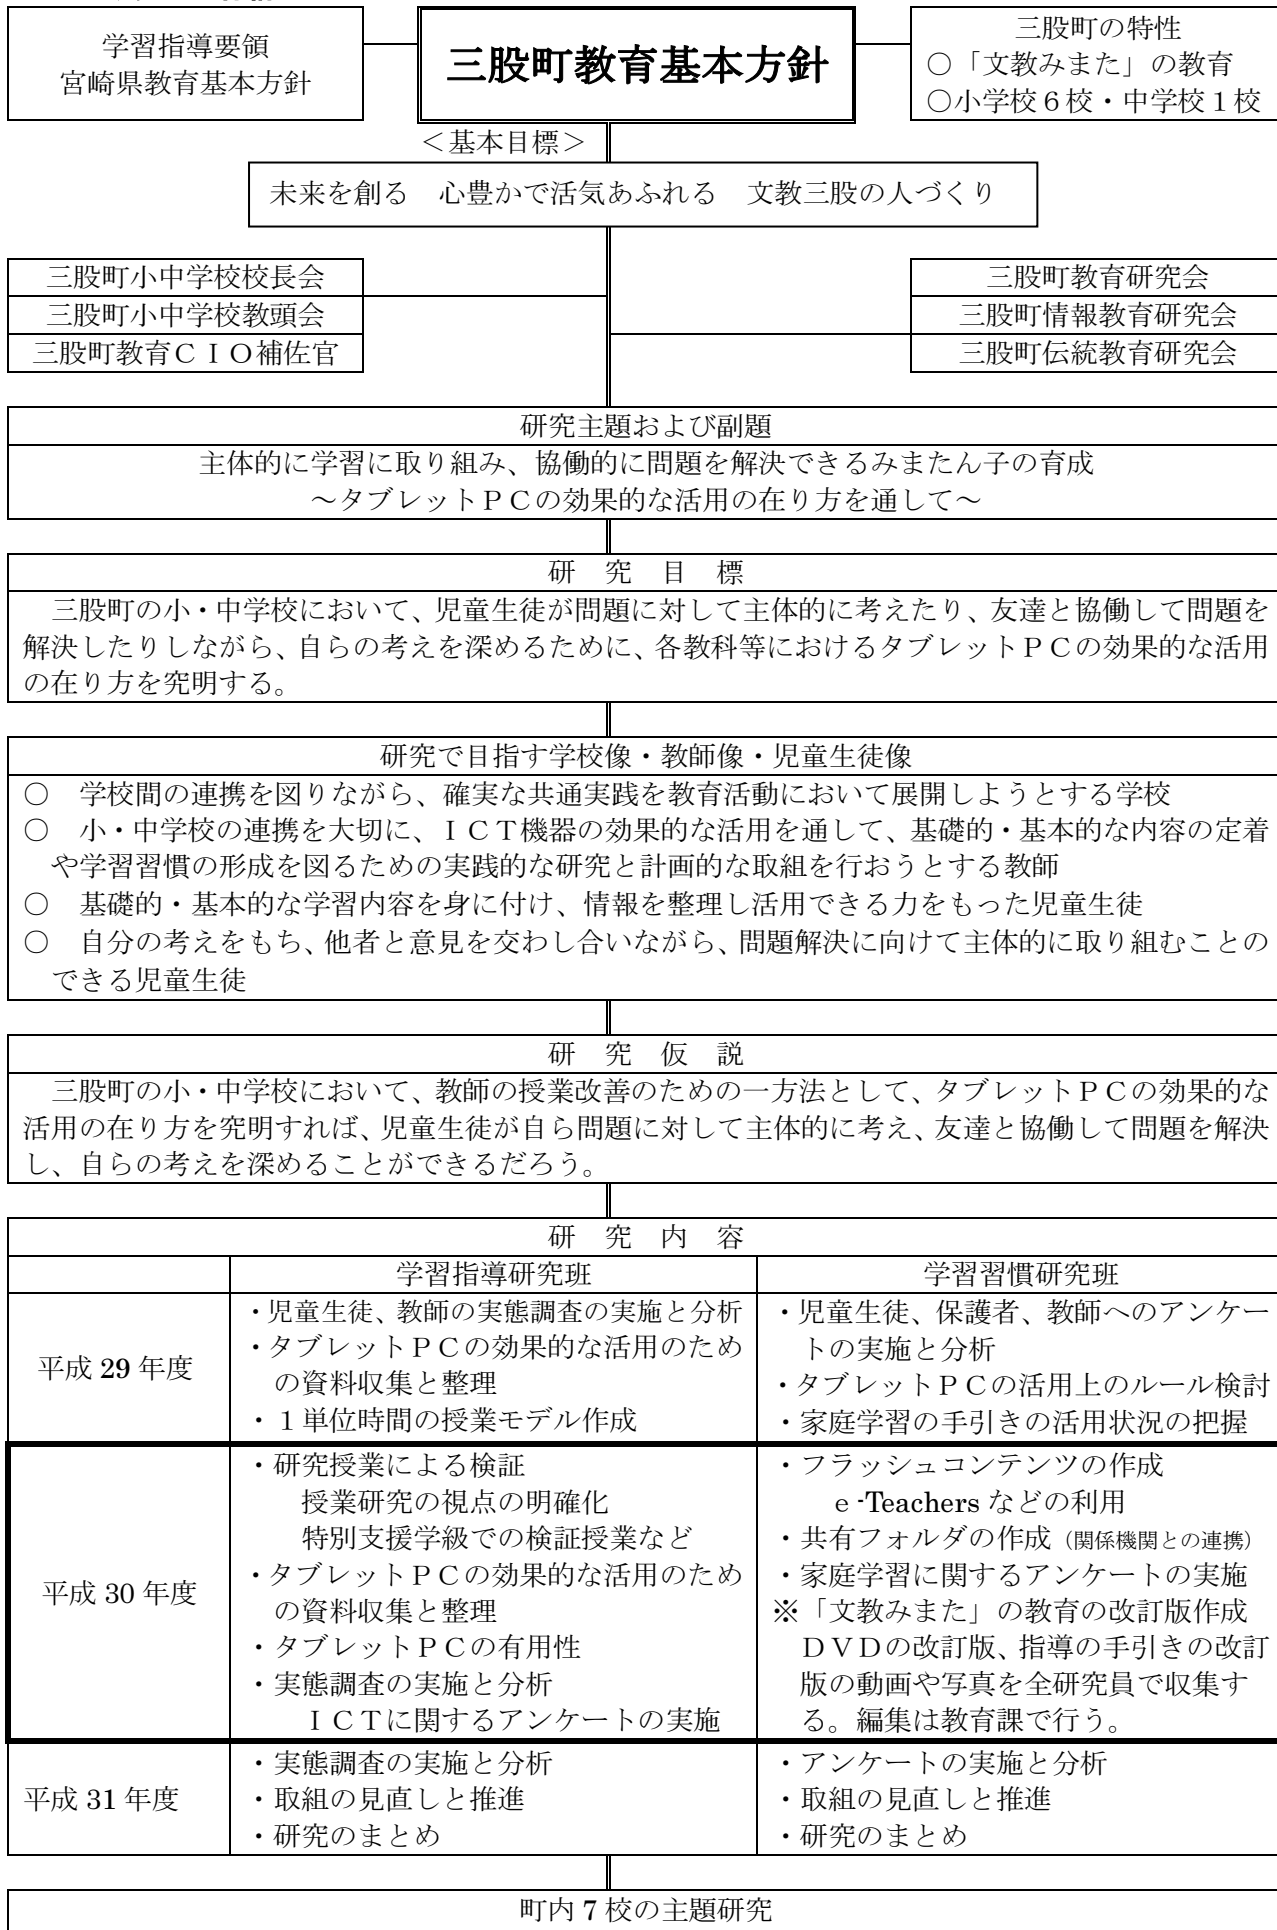 学習指導要領
宮崎県教育基本方針
三股町教育基本方針
三股町の特性
○「文教みまた」の教育
○小学校６校・中学校１校
＜基本目標＞
未来を創る　心豊かで活気あふれる　文教三股の人づくり
三股町小中学校校長会
三股町小中学校教頭会
三股町教育ＣＩＯ補佐官
三股町教育研究会
三股町情報教育研究会
三股町伝統教育研究会
研究主題および副題
主体的に学習に取り組み、協働的に問題を解決できるみまたん子の育成
～タブレットＰＣの効果的な活用の在り方を通して～
研　究　目　標
三股町の小・中学校において、児童生徒が問題に対して主体的に考えたり、友達と協働して問題を
解決したりしながら、自らの考えを深めるために、各教科等におけるタブレットＰＣの効果的な活用
の在り方を究明する。
研究で目指す学校像・教師像・児童生徒像
○　学校間の連携を図りながら、確実な共通実践を教育活動において展開しようとする学校
○　小・中学校の連携を大切に、ＩＣＴ機器の効果的な活用を通して、基礎的・基本的な内容の定着
や学習習慣の形成を図るための実践的な研究と計画的な取組を行おうとする教師
○　基礎的・基本的な学習内容を身に付け、情報を整理し活用できる力をもった児童生徒
○　自分の考えをもち、他者と意見を交わし合いながら、問題解決に向けて主体的に取り組むことの
できる児童生徒
研　究　仮　説
三股町の小・中学校において、教師の授業改善のための一方法として、タブレットＰＣの効果的な
活用の在り方を究明すれば、児童生徒が自ら問題に対して主体的に考え、友達と協働して問題を解決
し、自らの考えを深めることができるだろう。
研　究　内　容
学習指導研究班
学習習慣研究班
平成 29 年度
・児童生徒、教師の実態調査の実施と分析
・タブレットＰＣの効果的な活用のため
の資料収集と整理
・１単位時間の授業モデル作成
・児童生徒、保護者、教師へのアンケー
トの実施と分析
・タブレットＰＣの活用上のルール検討
・家庭学習の手引きの活用状況の把握
平成 30 年度
・研究授業による検証
授業研究の視点の明確化
特別支援学級での検証授業など
・タブレットＰＣの効果的な活用のため
の資料収集と整理
・タブレットＰＣの有用性
・実態調査の実施と分析
ＩＣＴに関するアンケートの実施
・フラッシュコンテンツの作成
ｅ-Teachers などの利用
・共有フォルダの作成（関係機関との連携）
・家庭学習に関するアンケートの実施
※「文教みまた」の教育の改訂版作成
ＤＶＤの改訂版、指導の手引きの改訂
版の動画や写真を全研究員で収集す
る。編集は教育課で行う。
平成 31 年度
・実態調査の実施と分析
・取組の見直しと推進
・研究のまとめ
・アンケートの実施と分析
・取組の見直しと推進
・研究のまとめ
町内 7 校の主題研究